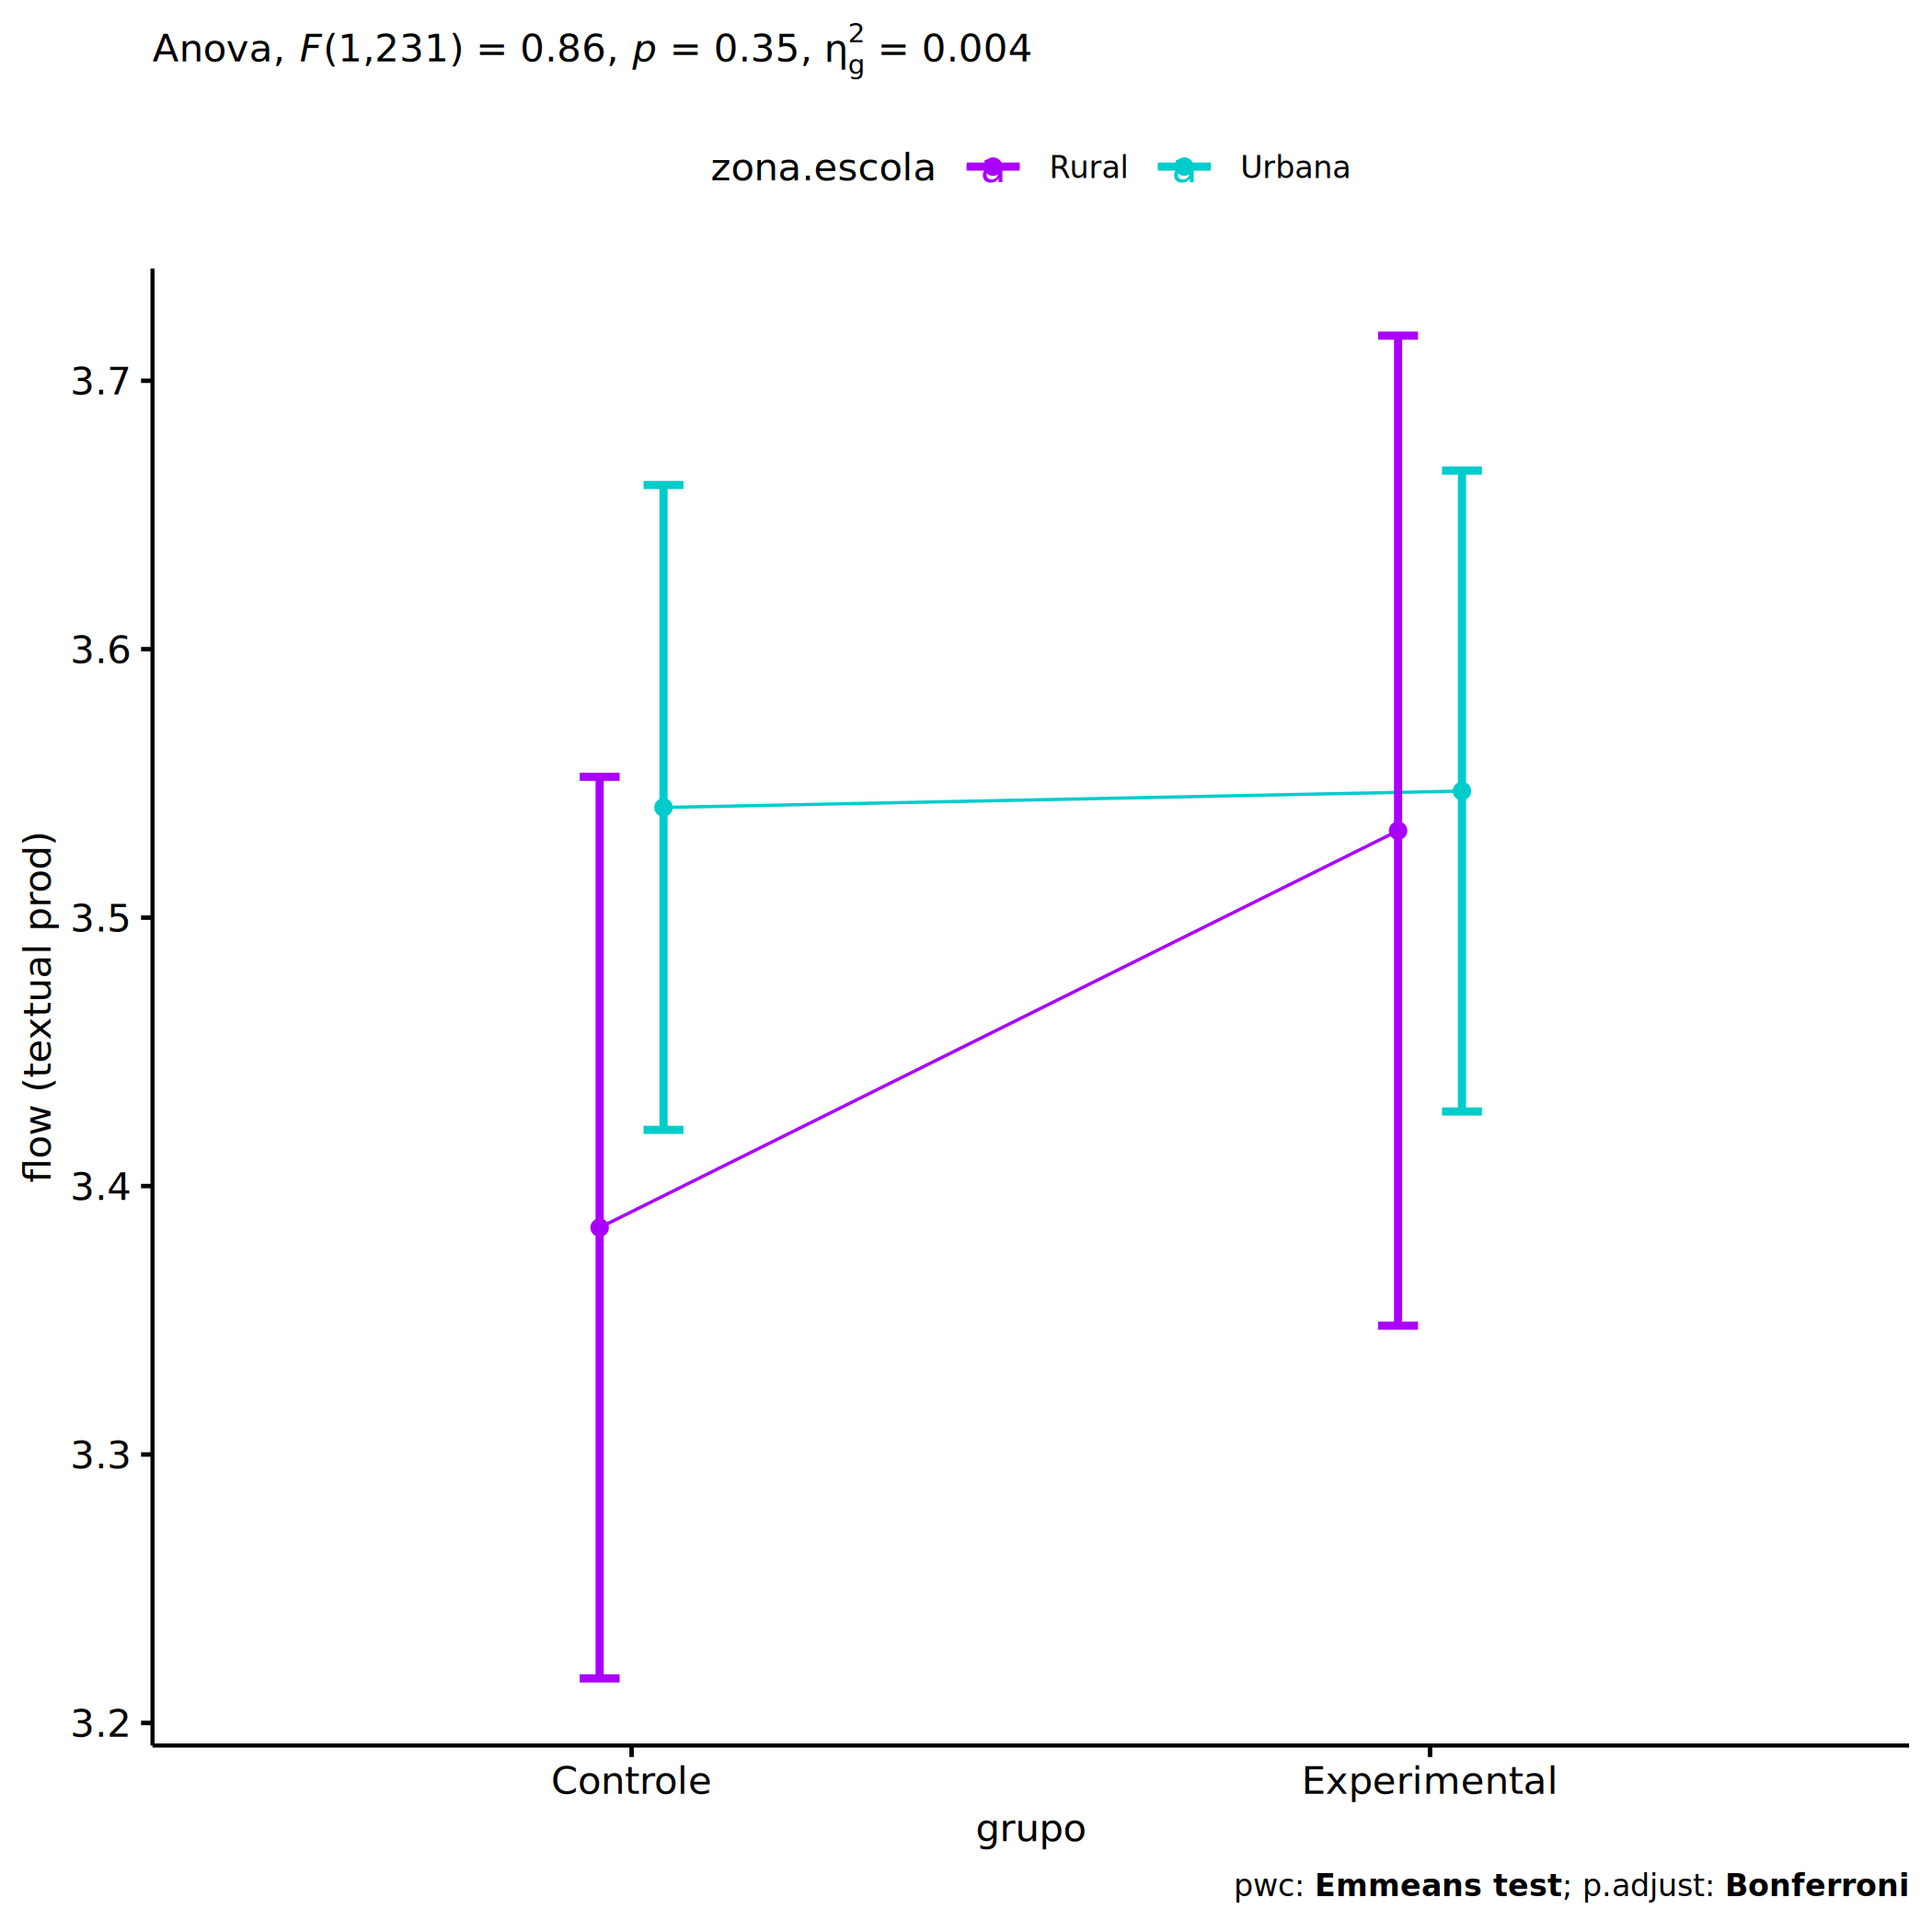 Anova, F(1,231) = 0.86, p = 0.35, η²g = 0.004
zona.escola a Rural a Urbana
flow (textual prod)
3.7
3.6
3.5
3.4
3.3
3.2
Controle Experimental
grupo
pwc: Emmeans test; p.adjust: Bonferroni